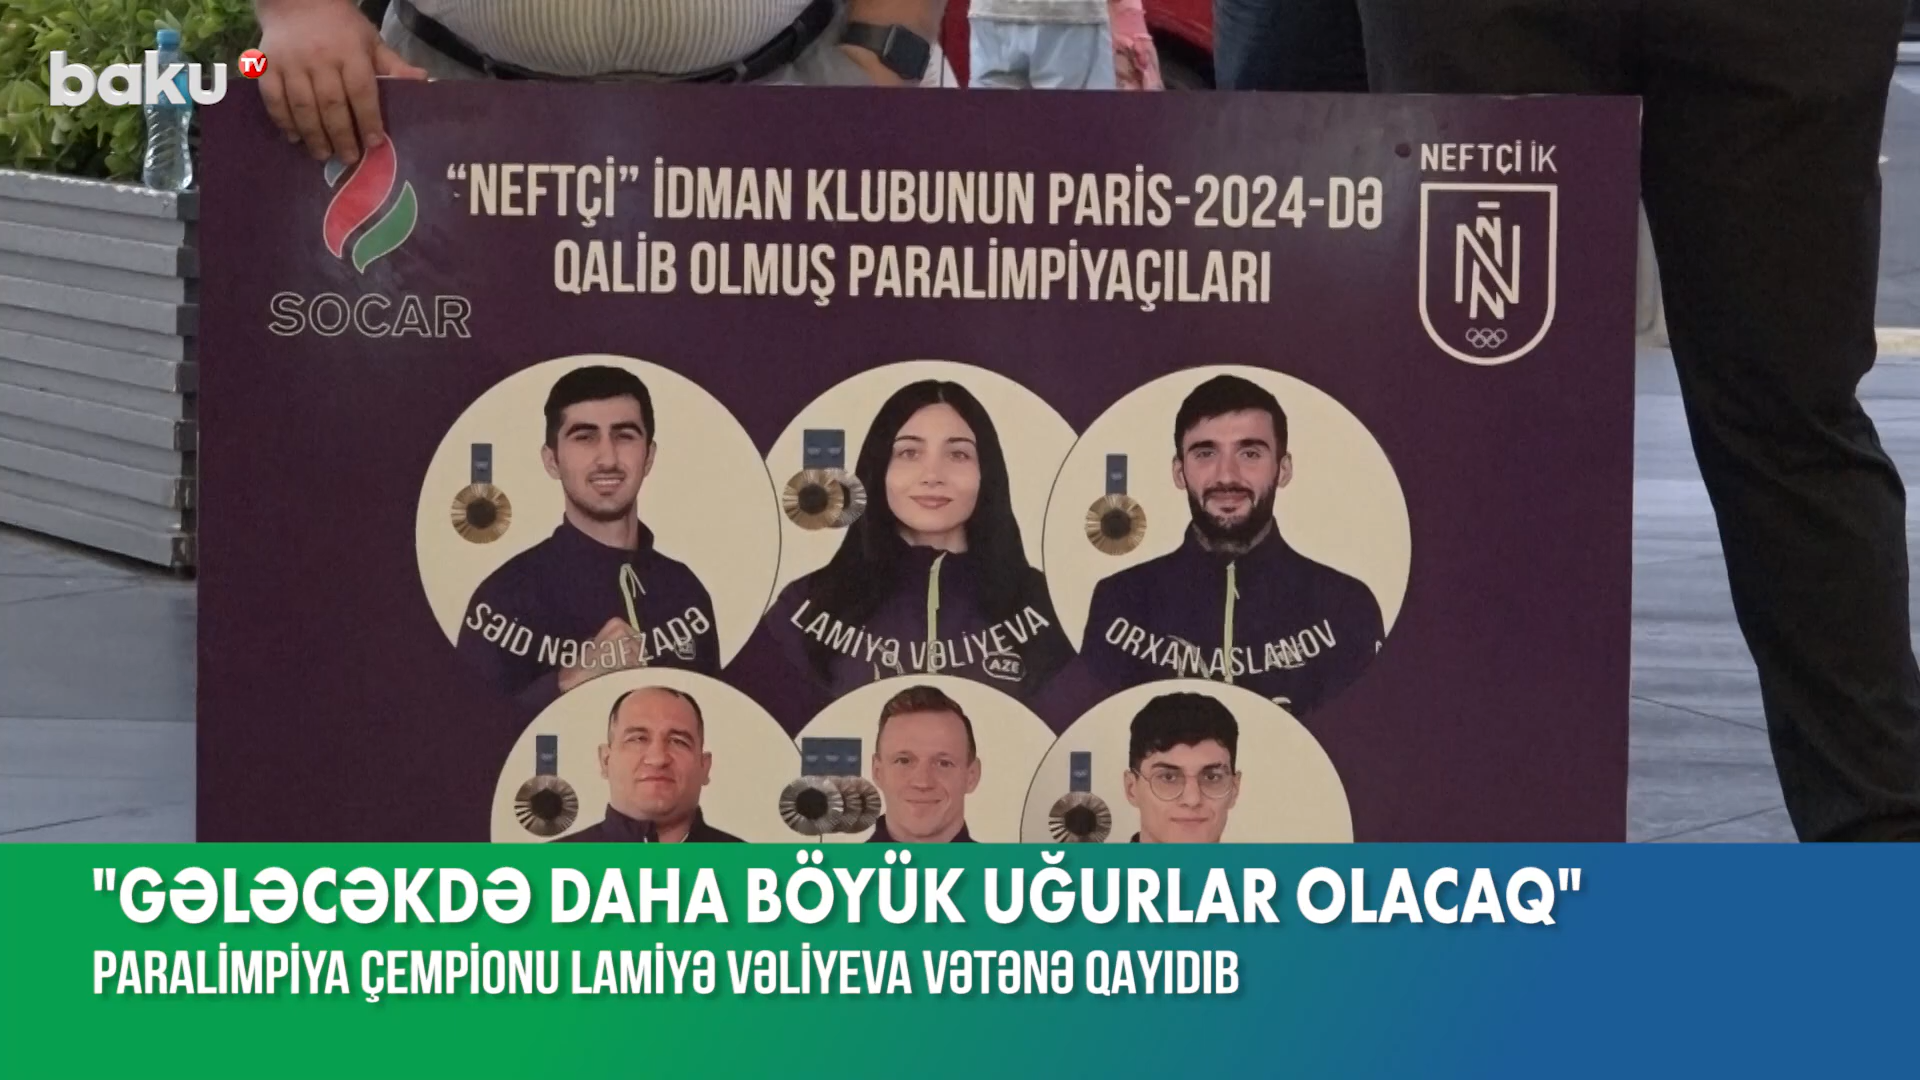 baku TV
"NEFTÇİ" İDMAN KLUBUNUN PARİS-2024-DƏ
QALİB OLMUŞ PARALİMPİYAÇILARI
SOCAR
NEFTÇİ İK
N
SƏİD NƏCƏFZADƏ
LAMİYƏ VƏLİYEVA
AZE
ORXAN ASLANOV
"GƏLƏCƏKDƏ DAHA BÖYÜK UĞURLAR OLACAQ"
PARALİMPİYA ÇEMPİONU LAMİYƏ VƏLİYEVA VƏTƏNƏ QAYIDIB